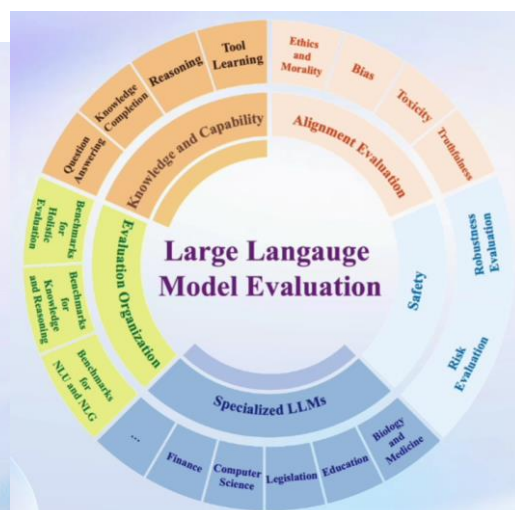 Large Langauge
Model Evaluation
Knowledge and Capability
Question
Answering
Knowledge
Completion
Reasoning
Tool
Learning
Alignment Evaluation
Ethics
and
Morality
Bias
Toxicity
Truthfulness
Safety
Robustness
Evaluation
Risk
Evaluation
Specialized LLMs
Biology
and
Medicine
Education
Legislation
Computer
Science
Finance
...
Evaluation Organization
Benchmarks
for
NLU and NLG
Benchmarks
for
Knowledge
and Reasoning
Benchmarks
for
Holistic
Evaluation